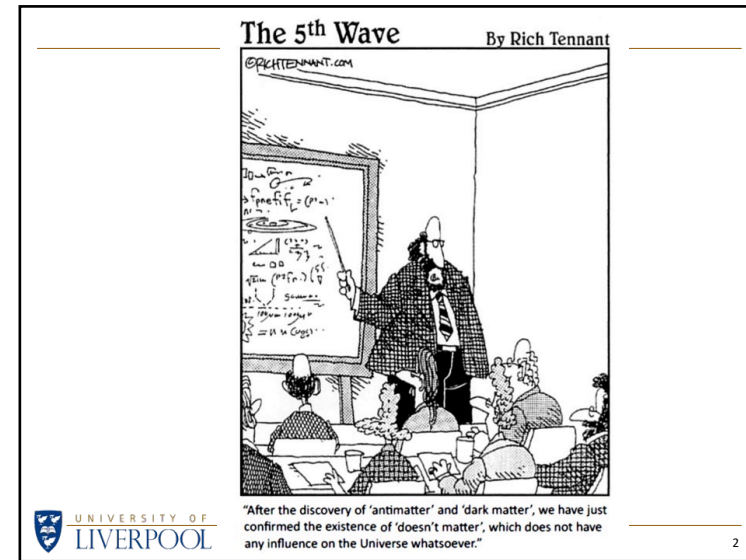 The 5th Wave
By Rich Tennant
©RICHTENNANT.COM
"After the discovery of 'antimatter' and 'dark matter', we have just
confirmed the existence of 'doesn't matter', which does not have
any influence on the Universe whatsoever."
UNIVERSITY OF
LIVERPOOL
2